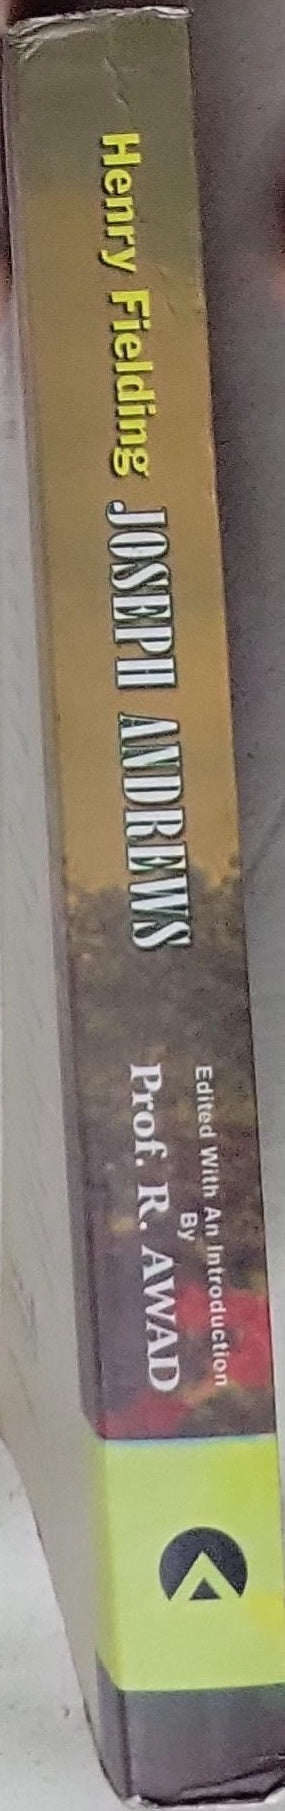 Henry Fielding JOSEPH ANDREWS
Edited With An Introduction
By
Prof. R. AWAD